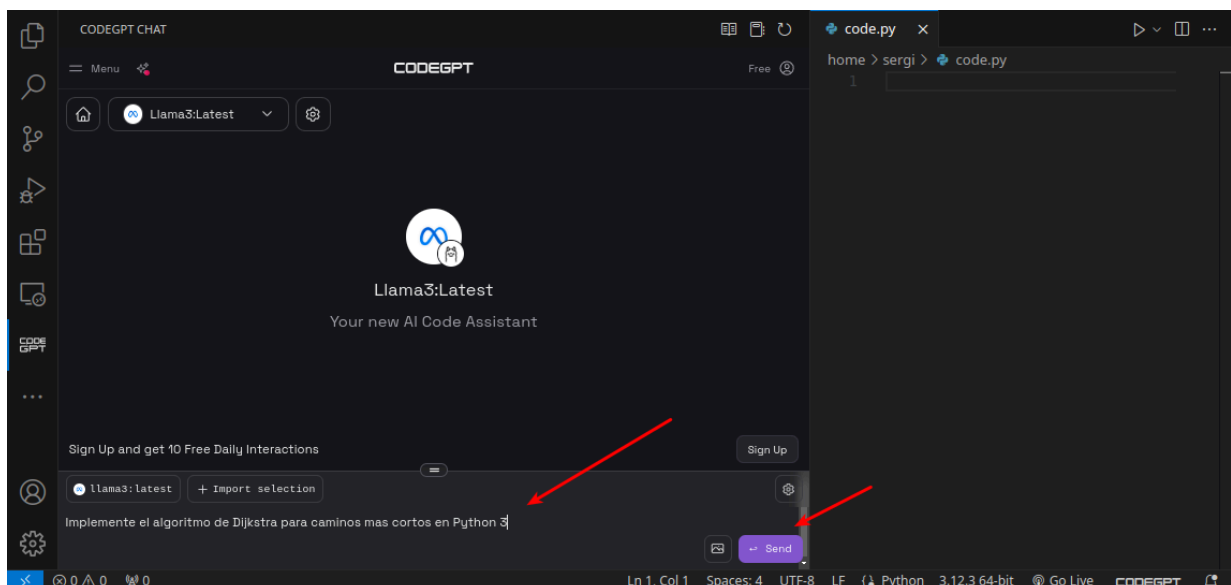 CODEGPT CHAT
Menu
CODEGPT
Free
Llama3:Latest
Llama3:Latest
Your new AI Code Assistant
Sign Up and get 10 Free Daily Interactions
Sign Up
llama3:latest
+ Import selection
Implemente el algoritmo de Dijkstra para caminos mas cortos en Python 3
Send
CODE
GPT
code.py
home > sergi > code.py
1
0 0 0
Ln 1, Col 1 Spaces: 4 UTF-8 LF Python 3.12.3 64-bit Go Live CODEGPT